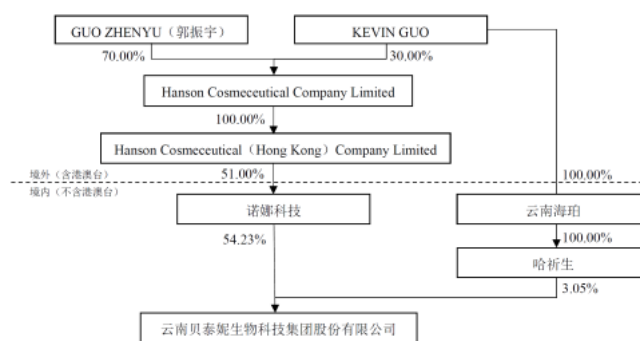 GUO ZHENYU（郭振宇）
KEVIN GUO
70.00%
30.00%
Hanson Cosmeceutical Company Limited
100.00%
Hanson Cosmeceutical（Hong Kong）Company Limited
境外（含港澳台）
51.00%
100.00%
境内（不含港澳台）
诺娜科技
云南海珀
54.23%
100.00%
哈祈生
3.05%
云南贝泰妮生物科技集团股份有限公司